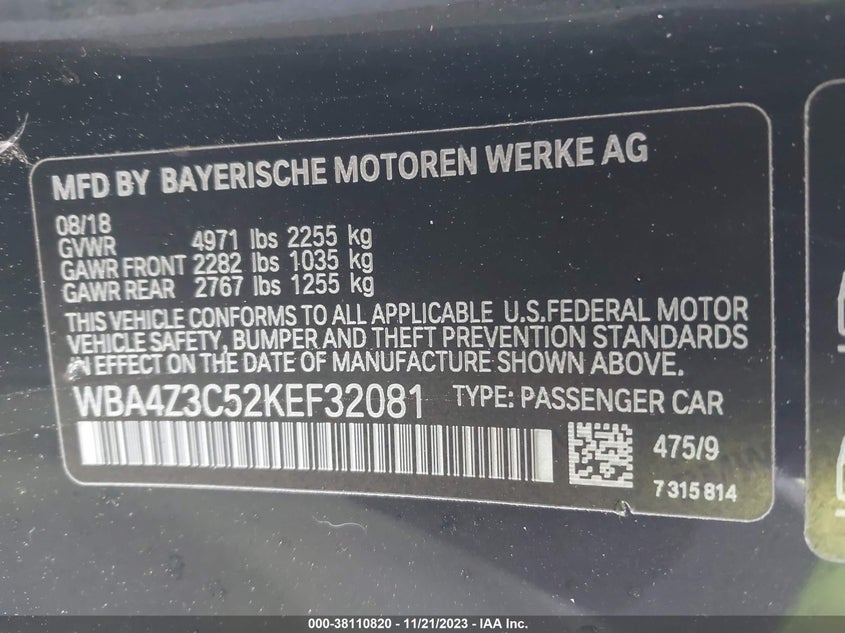 MFD BY BAYERISCHE MOTOREN WERKE AG
08/18
GVWR 4971 lbs 2255 kg
GAWR FRONT 2282 lbs 1035 kg
GAWR REAR 2767 lbs 1255 kg
THIS VEHICLE CONFORMS TO ALL APPLICABLE U.S.FEDERAL MOTOR
VEHICLE SAFETY, BUMPER AND THEFT PREVENTION STANDARDS
IN EFFECT ON THE DATE OF MANUFACTURE SHOWN ABOVE.
WBA4Z3C52KEF32081 TYPE: PASSENGER CAR
475/9
7 315 814
000-38110820 — 11/21/2023 — IAA Inc.